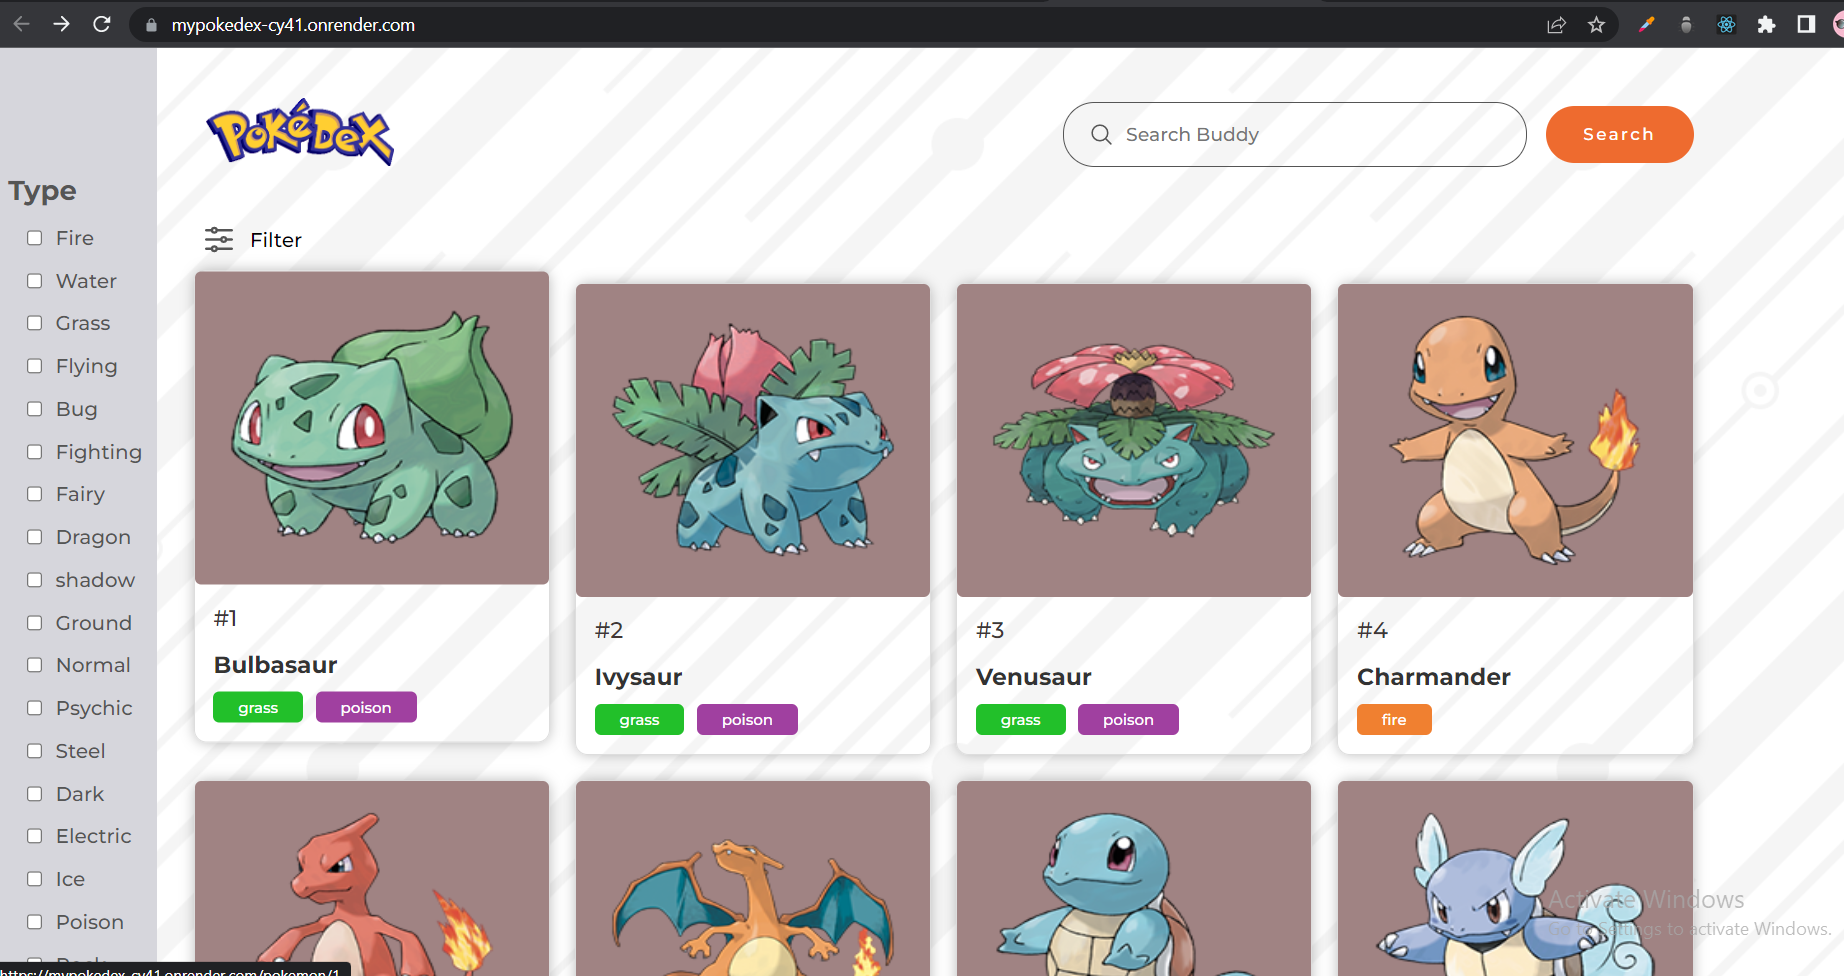 mypokedex-cy41.onrender.com
PokéDex
Search Buddy
Search
Type
Fire
Water
Grass
Flying
Bug
Fighting
Fairy
Dragon
shadow
Ground
Normal
Psychic
Steel
Dark
Electric
Ice
Poison
Filter
#1
Bulbasaur
grass poison
#2
Ivysaur
grass poison
#3
Venusaur
grass poison
#4
Charmander
fire
Activate Windows
Go to Settings to activate Windows.
https://mypokedex-cy41.onrender.com/pokemon/1